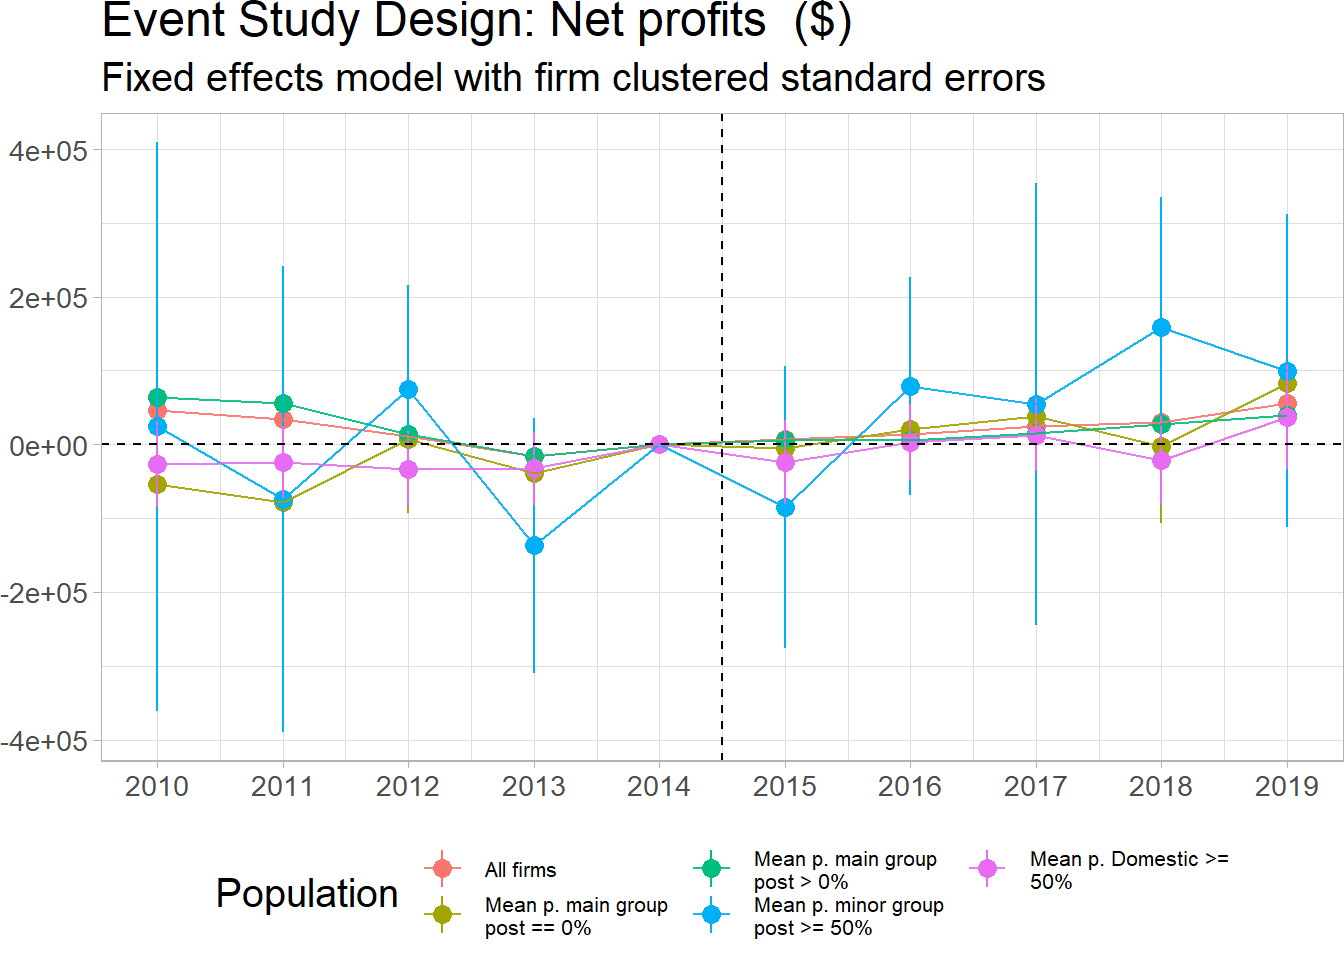 Event Study Design: Net profits  ($)
Fixed effects model with firm clustered standard errors
4e+05
2e+05
0e+00
-2e+05
-4e+05
2010 2011 2012 2013 2014 2015 2016 2017 2018 2019
Population
All firms
Mean p. main group
post == 0%
Mean p. main group
post > 0%
Mean p. minor group
post >= 50%
Mean p. Domestic >=
50%